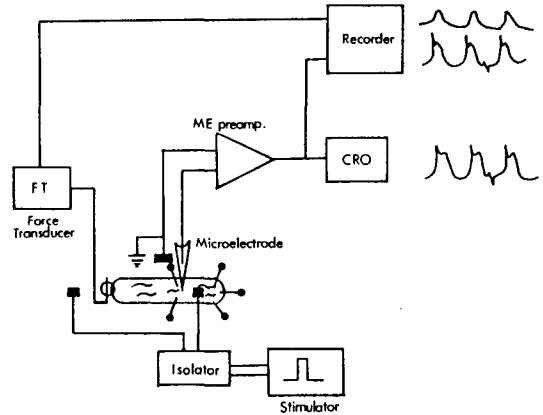 Recorder
ME preamp.
CRO
FT
Force
Transducer
Microelectrode
Isolator
Stimulator